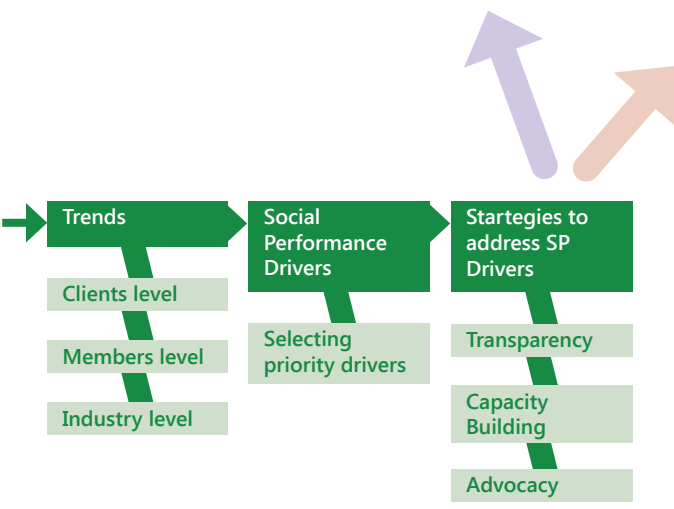 Trends
Clients level
Members level
Industry level
Social
Performance
Drivers
Selecting
priority drivers
Startegies to
address SP
Drivers
Transparency
Capacity
Building
Advocacy